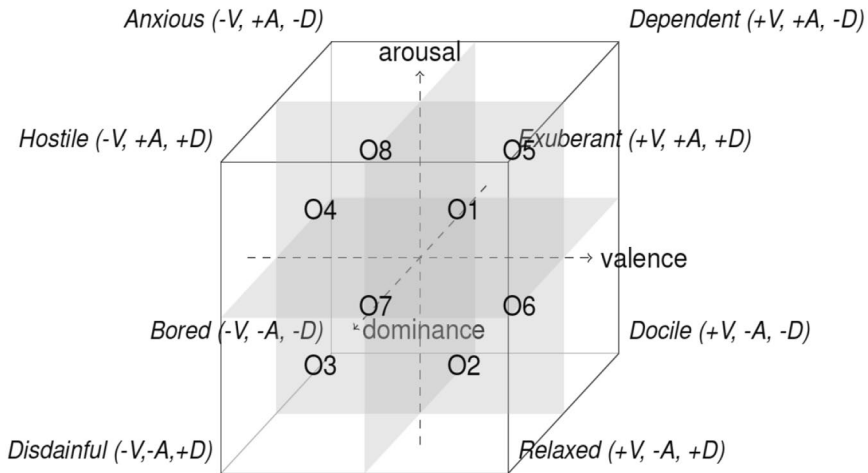 Anxious (-V, +A, -D)
Dependent (+V, +A, -D)
arousal
Hostile (-V, +A, +D)
O8
O5
Exuberant (+V, +A, +D)
O4
O1
valence
O7
O6
Bored (-V, -A, -D)
dominance
Docile (+V, -A, -D)
O3
O2
Disdainful (-V,-A,+D)
Relaxed (+V, -A, +D)